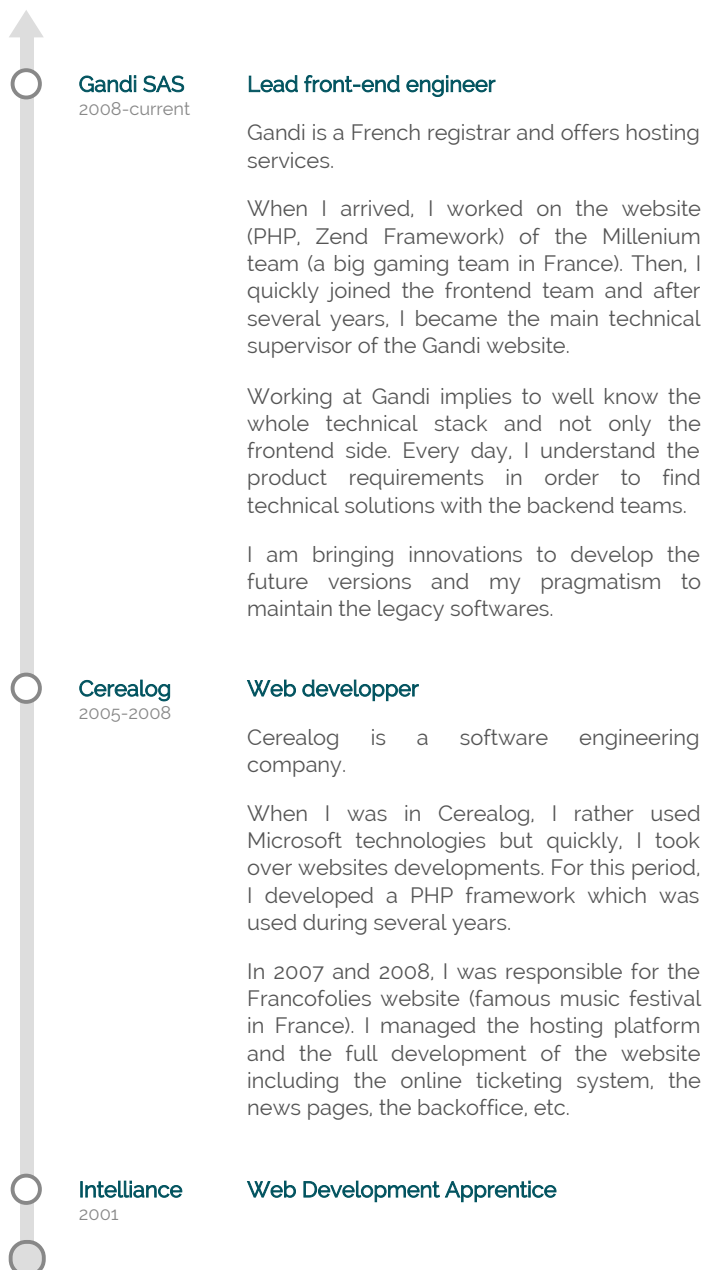 Gandi SAS
2008-current
Lead front-end engineer
Gandi is a French registrar and offers hosting
services.
When I arrived, I worked on the website
(PHP, Zend Framework) of the Millenium
team (a big gaming team in France). Then, I
quickly joined the frontend team and after
several years, I became the main technical
supervisor of the Gandi website.
Working at Gandi implies to well know the
whole technical stack and not only the
frontend side. Every day, I understand the
product requirements in order to find
technical solutions with the backend teams.
I am bringing innovations to develop the
future versions and my pragmatism to
maintain the legacy softwares.
Cerealog
2005-2008
Web developper
Cerealog is a software engineering
company.
When I was in Cerealog, I rather used
Microsoft technologies but quickly, I took
over websites developments. For this period,
I developed a PHP framework which was
used during several years.
In 2007 and 2008, I was responsible for the
Francofolies website (famous music festival
in France). I managed the hosting platform
and the full development of the website
including the online ticketing system, the
news pages, the backoffice, etc.
Intelliance
2001
Web Development Apprentice